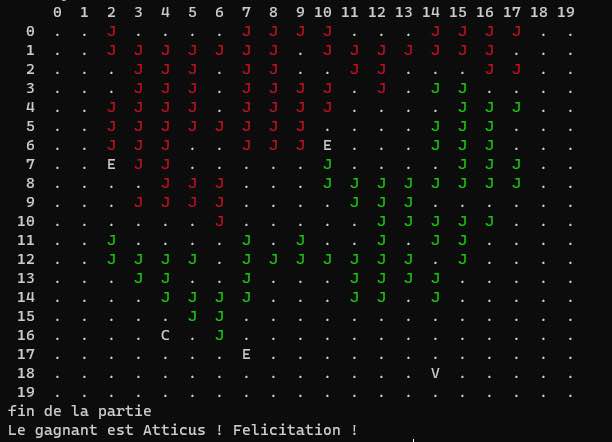 0 1 2 3 4 5 6 7 8 9 10 11 12 13 14 15 16 17 18 19
0 . . J . . . . J J J J . . . J J J J . .
1 . . J J J J J J J . J J J J J J J . . .
2 . . . J J J . J J . . J J . . . J J . .
3 . . . J J J . J J J J . J . J J . . . .
4 . . J J J J . J J J J . . . . J J J . .
5 . . J J J J J J J J . . . . J J J . . .
6 . . J J J . . J J J E . . . J J J . . .
7 . . E J J . . . . . J . . . . J J J . .
8 . . . . J J J . . . J J J J J J J J . .
9 . . . J J J J . . . . J J J . . . . . .
10 . . . . . . J . . . . . J J J J J . . .
11 . . J . . . . J . J . . J . J J . . . .
12 . . J J J J . J J J J J J J . J . . . .
13 . . . J J . . J . . . J J J J . . . . .
14 . . . . J J J J . . . J J . J . . . . .
15 . . . . . J J . . . . . . . . . . . . .
16 . . . . C . J . . . . . . . . . . . . .
17 . . . . . . . E . . . . . . . . . . . .
18 . . . . . . . . . . . . . . V . . . . .
19 . . . . . . . . . . . . . . . . . . . .
fin de la partie
Le gagnant est Atticus ! Felicitation !